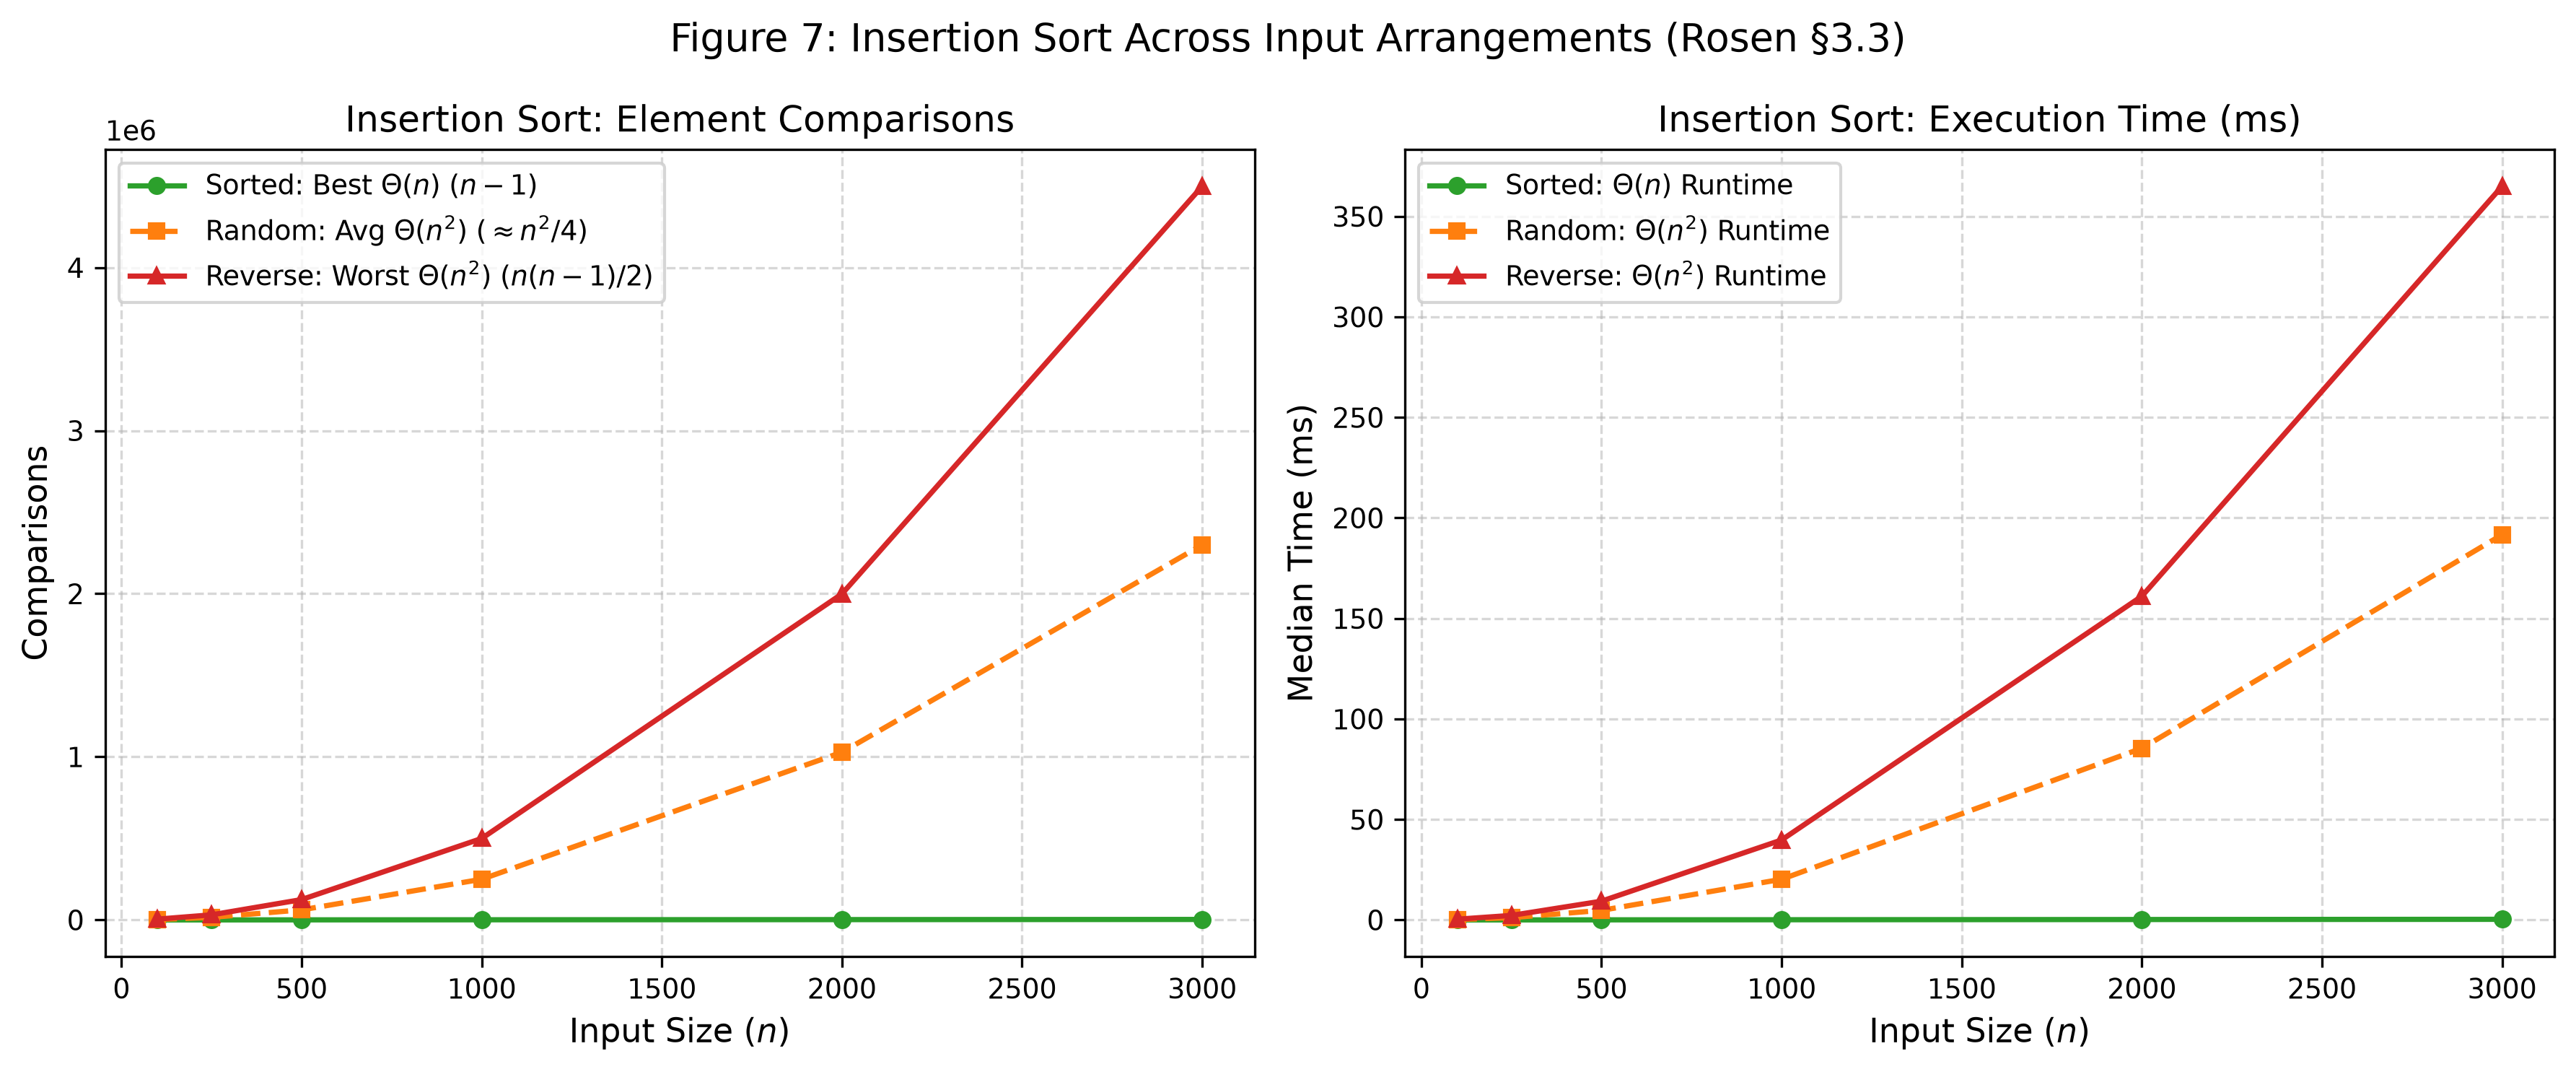 Figure 7: Insertion Sort Across Input Arrangements (Rosen §3.3)
Insertion Sort: Element Comparisons
1e6
Sorted: Best Θ(n) (n − 1)
Random: Avg Θ(n²) (≈ n²/4)
Reverse: Worst Θ(n²) (n(n − 1)/2)
4
3
2
1
0
Comparisons
0 500 1000 1500 2000 2500 3000
Input Size (n)
Insertion Sort: Execution Time (ms)
Sorted: Θ(n) Runtime
Random: Θ(n²) Runtime
Reverse: Θ(n²) Runtime
350
300
250
200
150
100
50
0
Median Time (ms)
0 500 1000 1500 2000 2500 3000
Input Size (n)